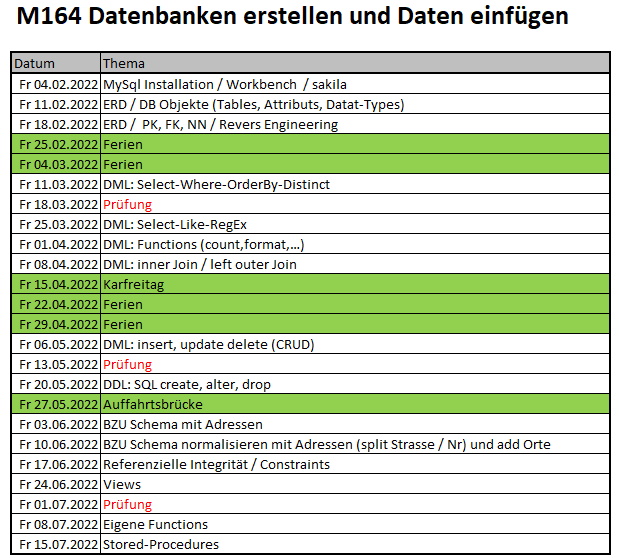 M164 Datenbanken erstellen und Daten einfügen
Datum Thema
Fr 04.02.2022 MySql Installation / Workbench / sakila
Fr 11.02.2022 ERD / DB Objekte (Tables, Attributs, Datat-Types)
Fr 18.02.2022 ERD / PK, FK, NN / Revers Engineering
Fr 25.02.2022 Ferien
Fr 04.03.2022 Ferien
Fr 11.03.2022 DML: Select-Where-OrderBy-Distinct
Fr 18.03.2022 Prüfung
Fr 25.03.2022 DML: Select-Like-RegEx
Fr 01.04.2022 DML: Functions (count,format,…)
Fr 08.04.2022 DML: inner Join / left outer Join
Fr 15.04.2022 Karfreitag
Fr 22.04.2022 Ferien
Fr 29.04.2022 Ferien
Fr 06.05.2022 DML: insert, update delete (CRUD)
Fr 13.05.2022 Prüfung
Fr 20.05.2022 DDL: SQL create, alter, drop
Fr 27.05.2022 Auffahrtsbrücke
Fr 03.06.2022 BZU Schema mit Adressen
Fr 10.06.2022 BZU Schema normalisieren mit Adressen (split Strasse / Nr) und add Orte
Fr 17.06.2022 Referenzielle Integrität / Constraints
Fr 24.06.2022 Views
Fr 01.07.2022 Prüfung
Fr 08.07.2022 Eigene Functions
Fr 15.07.2022 Stored-Procedures